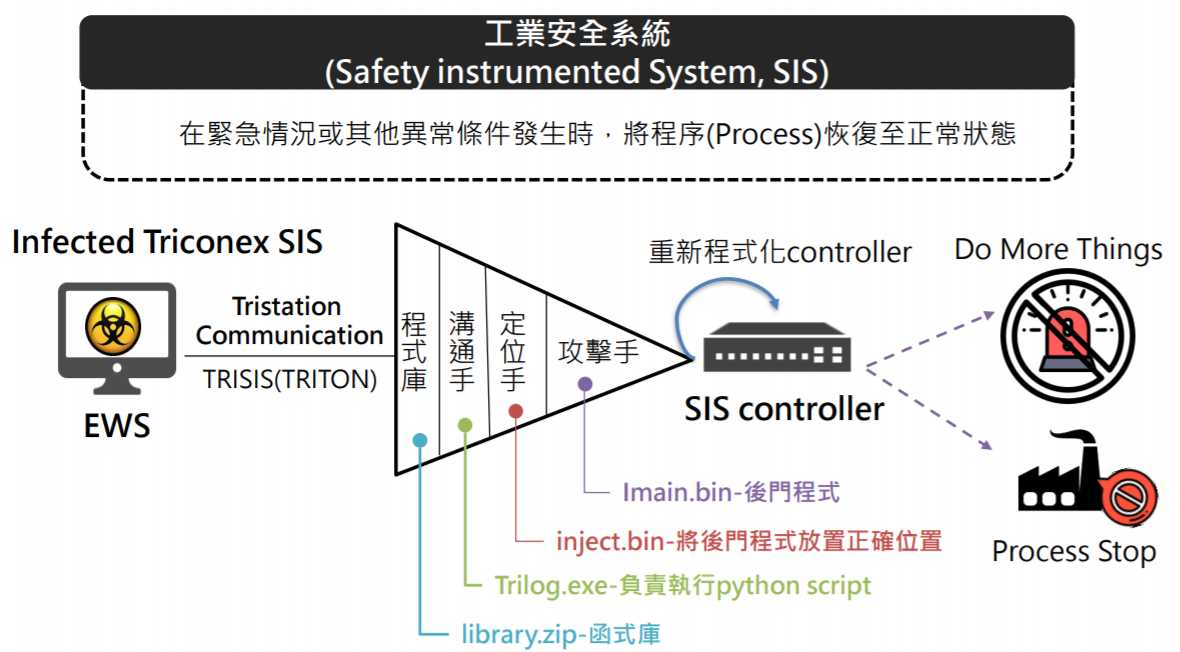 工業安全系統
(Safety instrumented System, SIS)
在緊急情況或其他異常條件發生時，將程序(Process)恢復至正常狀態
Infected Triconex SIS
Tristation
Communication
TRISIS(TRITON)
EWS
程式庫
溝通手
定位手
攻擊手
重新程式化controller
SIS controller
Do More Things
Process Stop
Imain.bin-後門程式
inject.bin-將後門程式放置正確位置
Trilog.exe-負責執行python script
library.zip-函式庫